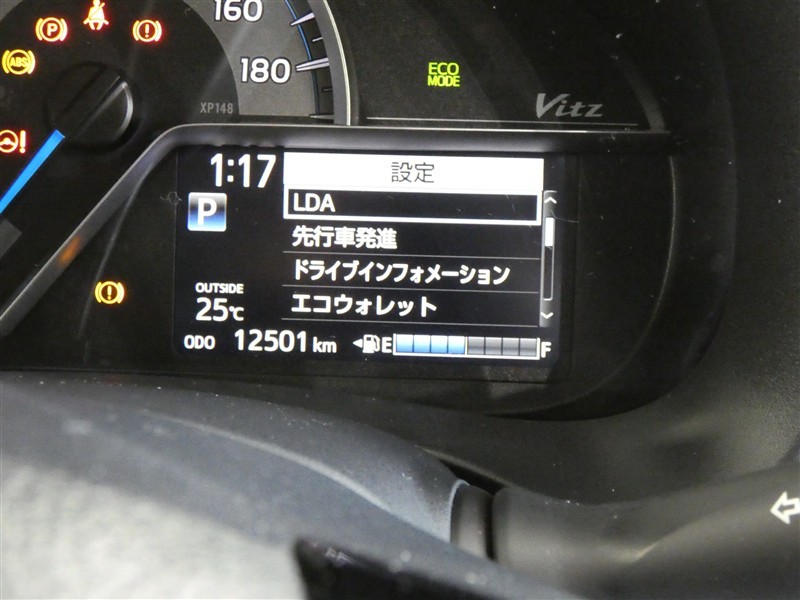 160
P
ABS
180
ECO
MODE
XP148
Vitz
1:17
設定
P
LDA
先行車発進
ドライブインフォメーション
OUTSIDE
25℃
エコウォレット
ODO 12501 km
E
F